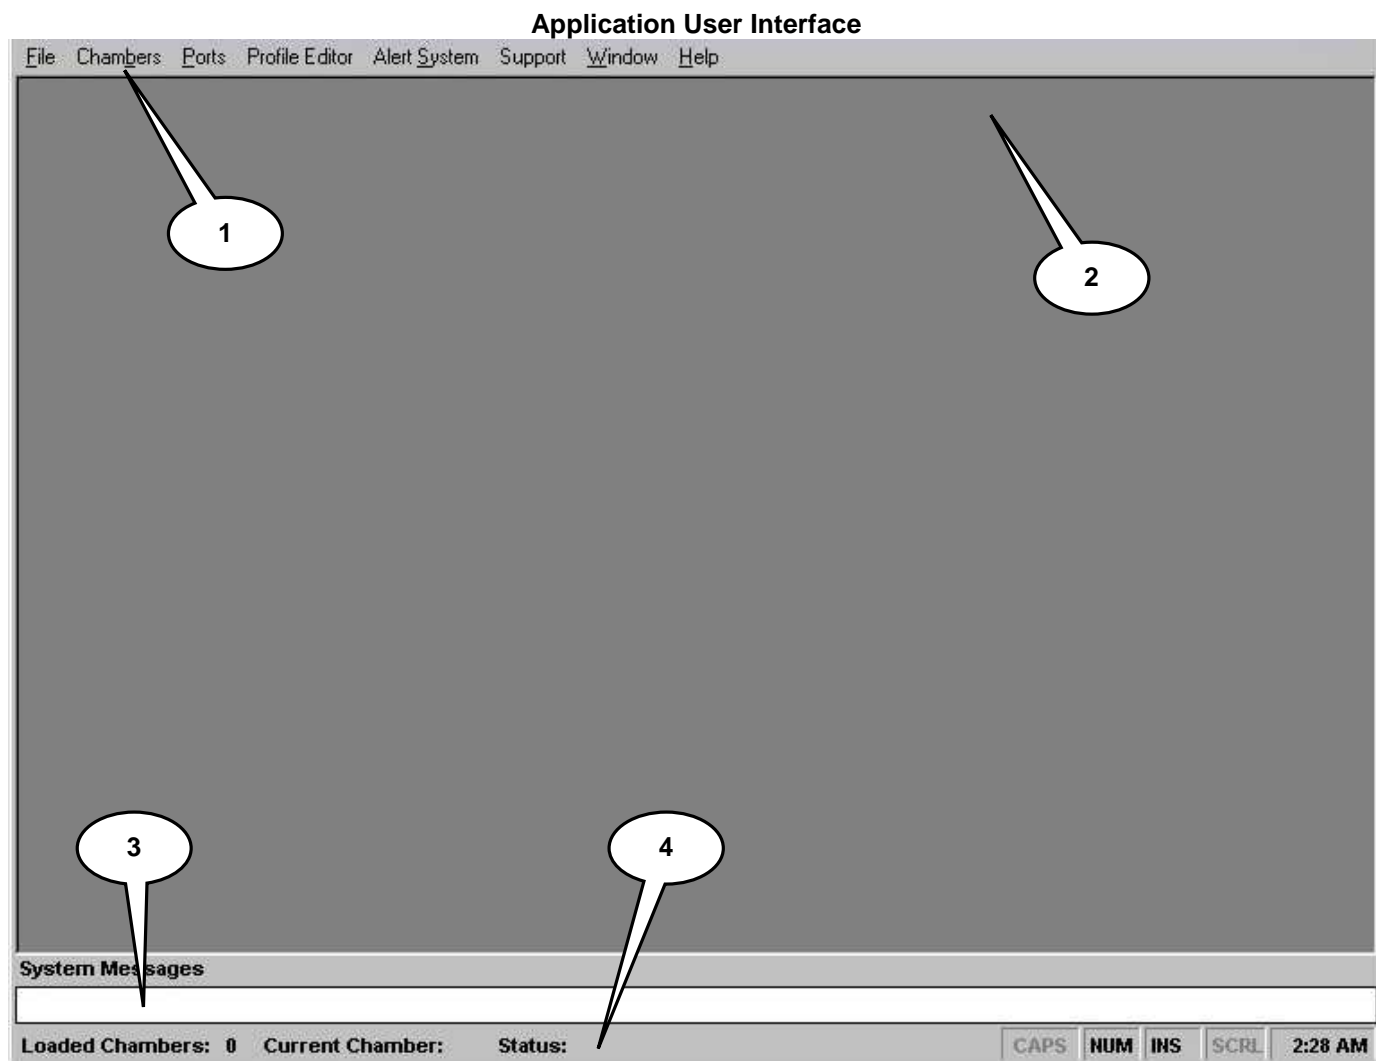 Application User Interface
File Chambers Ports Profile Editor Alert System Support Window Help
1
2
3
4
System Messages
Loaded Chambers: 0 Current Chamber: Status: CAPS NUM INS SCRL 2:28 AM